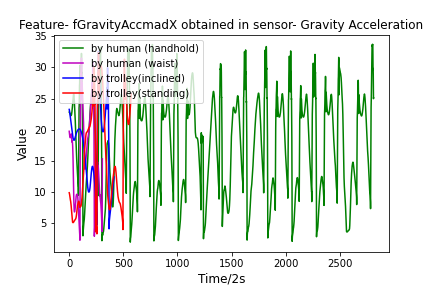 Feature- fGravityAccmadX obtained in sensor- Gravity Acceleration
35
30
25
20
15
10
5
Value
by human (handhold)
by human (waist)
by trolley(inclined)
by trolley(standing)
0
500
1000
1500
2000
2500
Time/2s